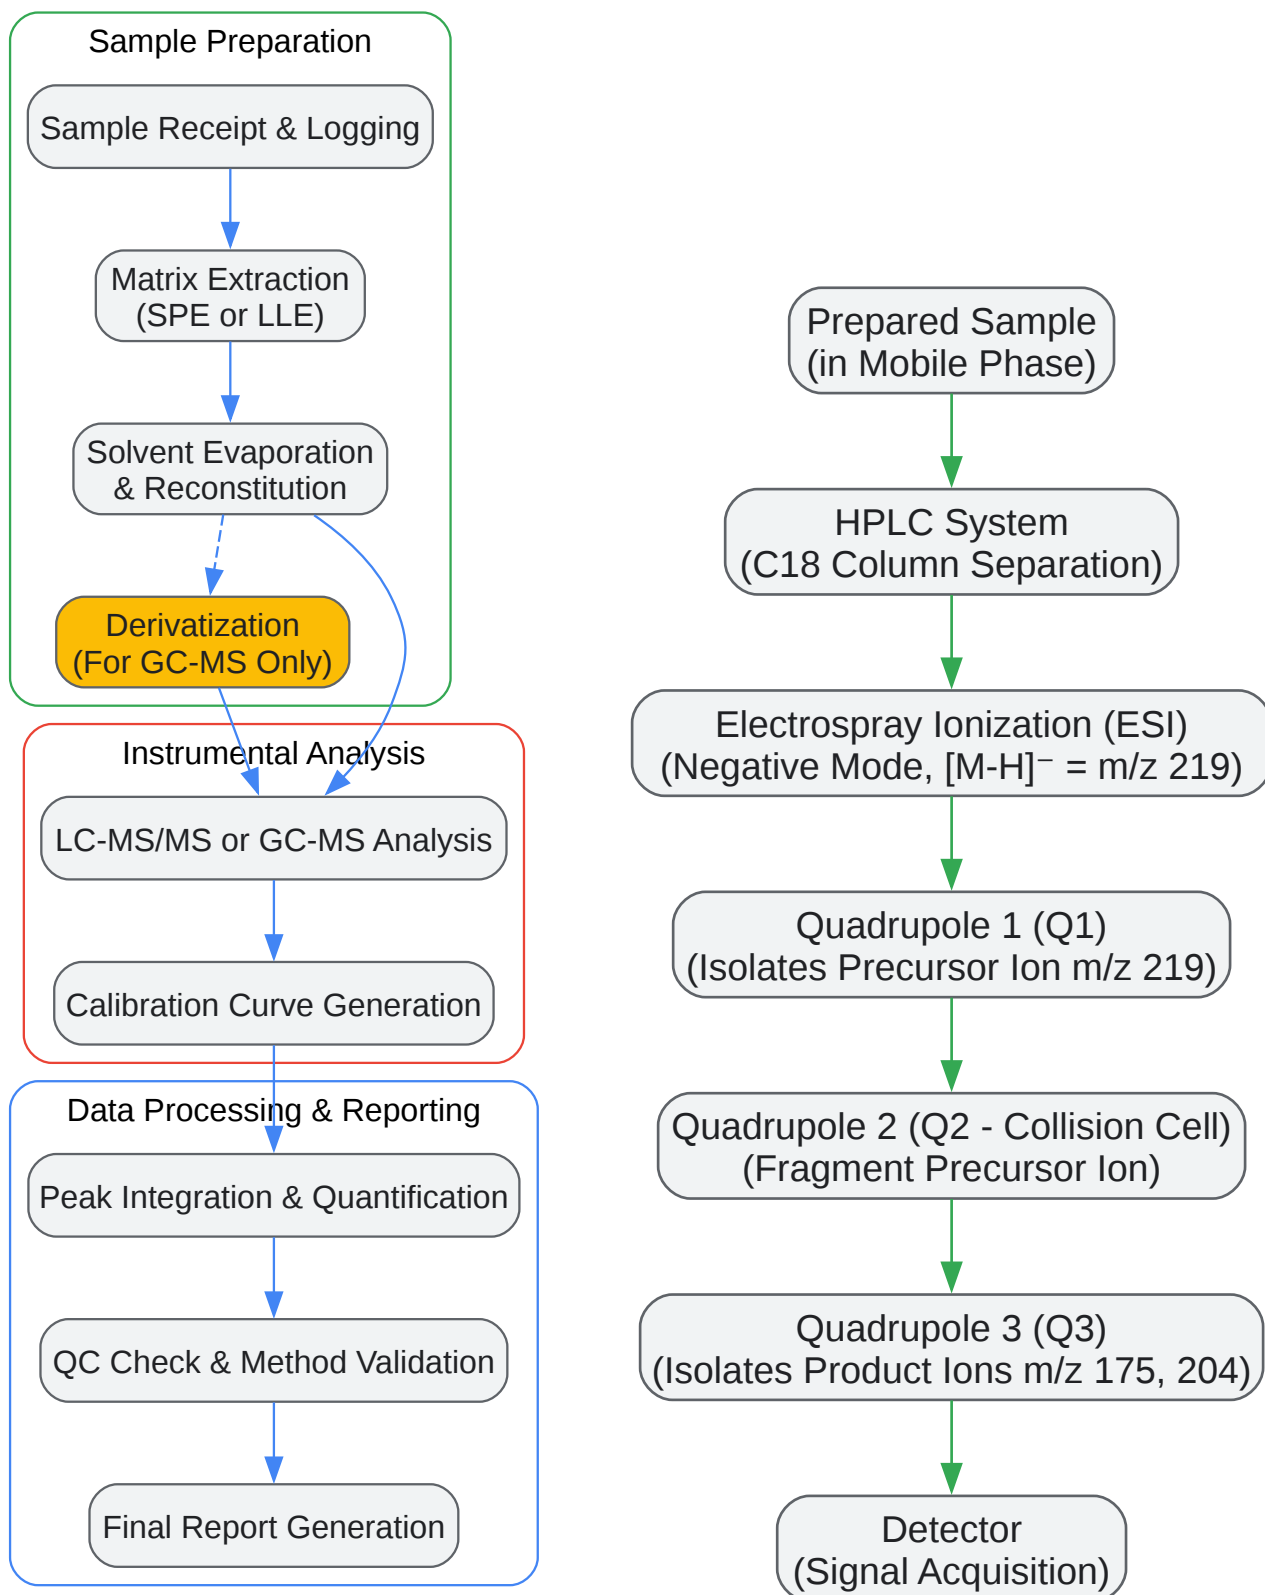 Sample Preparation
Sample Receipt & Logging
Matrix Extraction
(SPE or LLE)
Solvent Evaporation
& Reconstitution
Derivatization
(For GC-MS Only)
Instrumental Analysis
LC-MS/MS or GC-MS Analysis
Calibration Curve Generation
Data Processing & Reporting
Peak Integration & Quantification
QC Check & Method Validation
Final Report Generation
Prepared Sample
(in Mobile Phase)
HPLC System
(C18 Column Separation)
Electrospray Ionization (ESI)
(Negative Mode, [M-H]⁻ = m/z 219)
Quadrupole 1 (Q1)
(Isolates Precursor Ion m/z 219)
Quadrupole 2 (Q2 - Collision Cell)
(Fragment Precursor Ion)
Quadrupole 3 (Q3)
(Isolates Product Ions m/z 175, 204)
Detector
(Signal Acquisition)